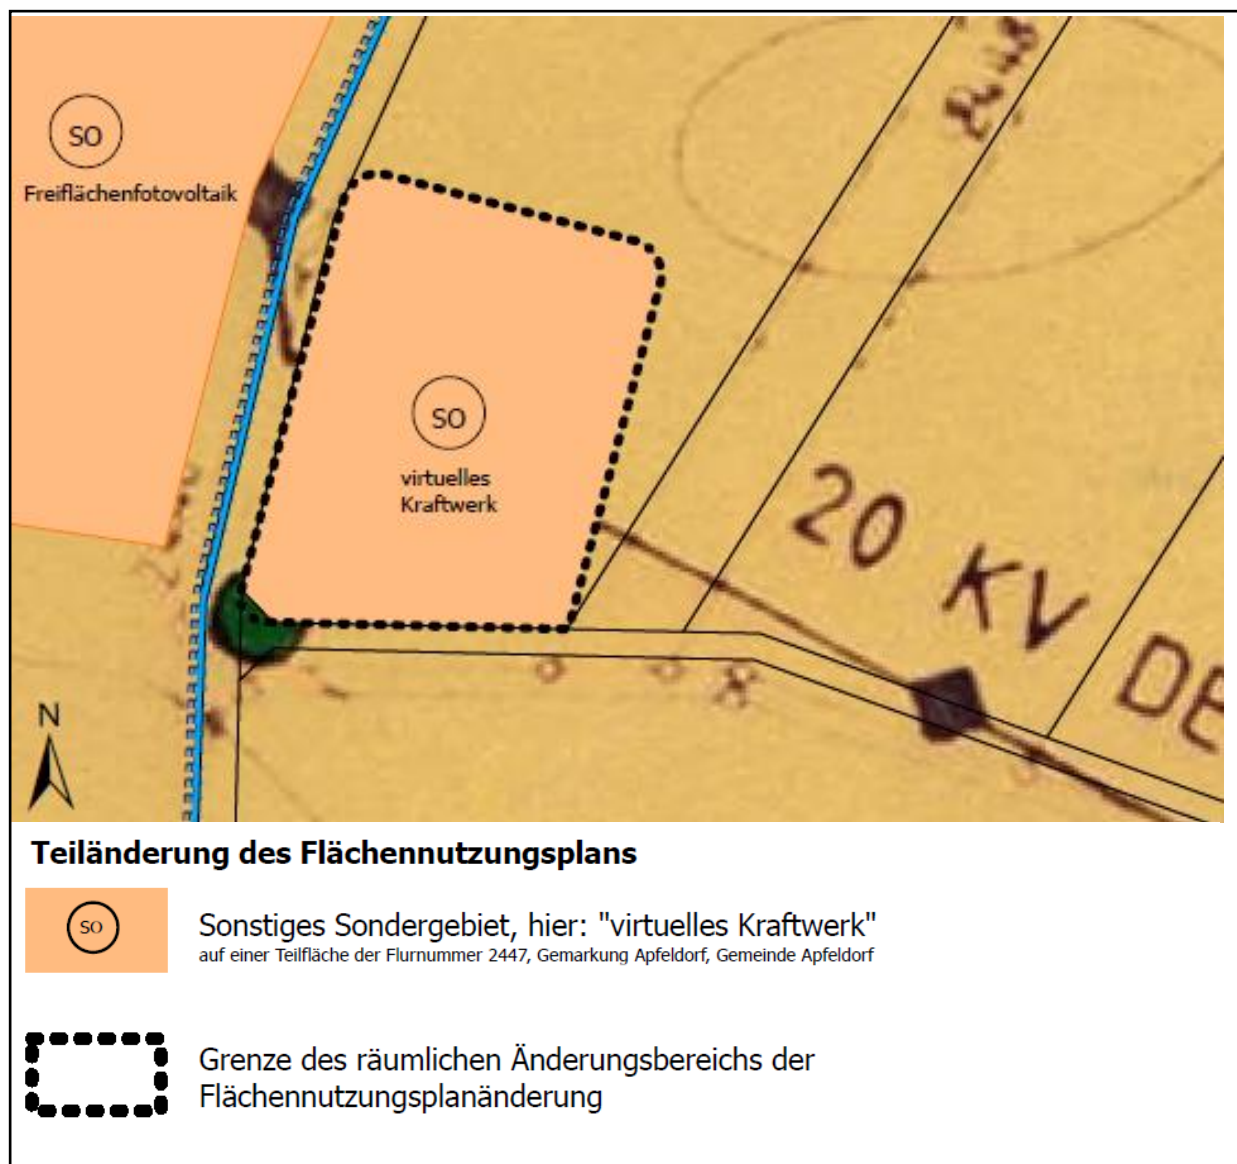 SO
Freiflächenfotovoltaik
SO
virtuelles
Kraftwerk
20 KV
N
Teiländerung des Flächennutzungsplans
SO
Sonstiges Sondergebiet, hier: "virtuelles Kraftwerk"
auf einer Teilfläche der Flurnummer 2447, Gemarkung Apfeldorf, Gemeinde Apfeldorf
Grenze des räumlichen Änderungsbereichs der
Flächennutzungsplanänderung